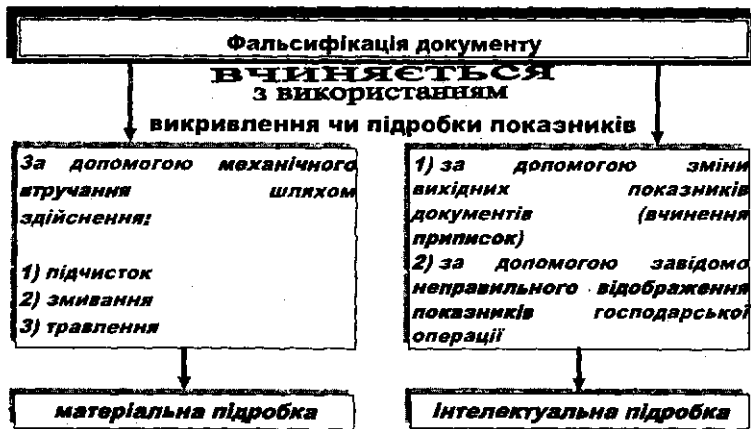 Фальсифікація документу
вчиняється
з використанням
викривлення чи підробки показників
За допомогою механічного
втручання шляхом
здійснення:
1) підчисток
2) змивання
3) травлення
1) за допомогою зміни
вихідних показників
документів (вчинення
приписок)
2) за допомогою завідомо
неправильного відображення
показників господарської
операції
матеріальна підробка
інтелектуальна підробка